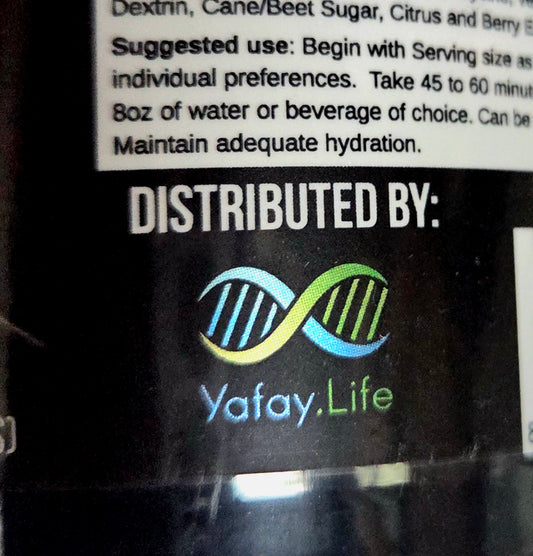 Dextrin, Cane/Beet Sugar, Citrus and Berry
Suggested use: Begin with Serving size as
individual preferences. Take 45 to 60
8oz of water or beverage of choice. Can be
Maintain adequate hydration.
DISTRIBUTED BY:
Yafay.Life